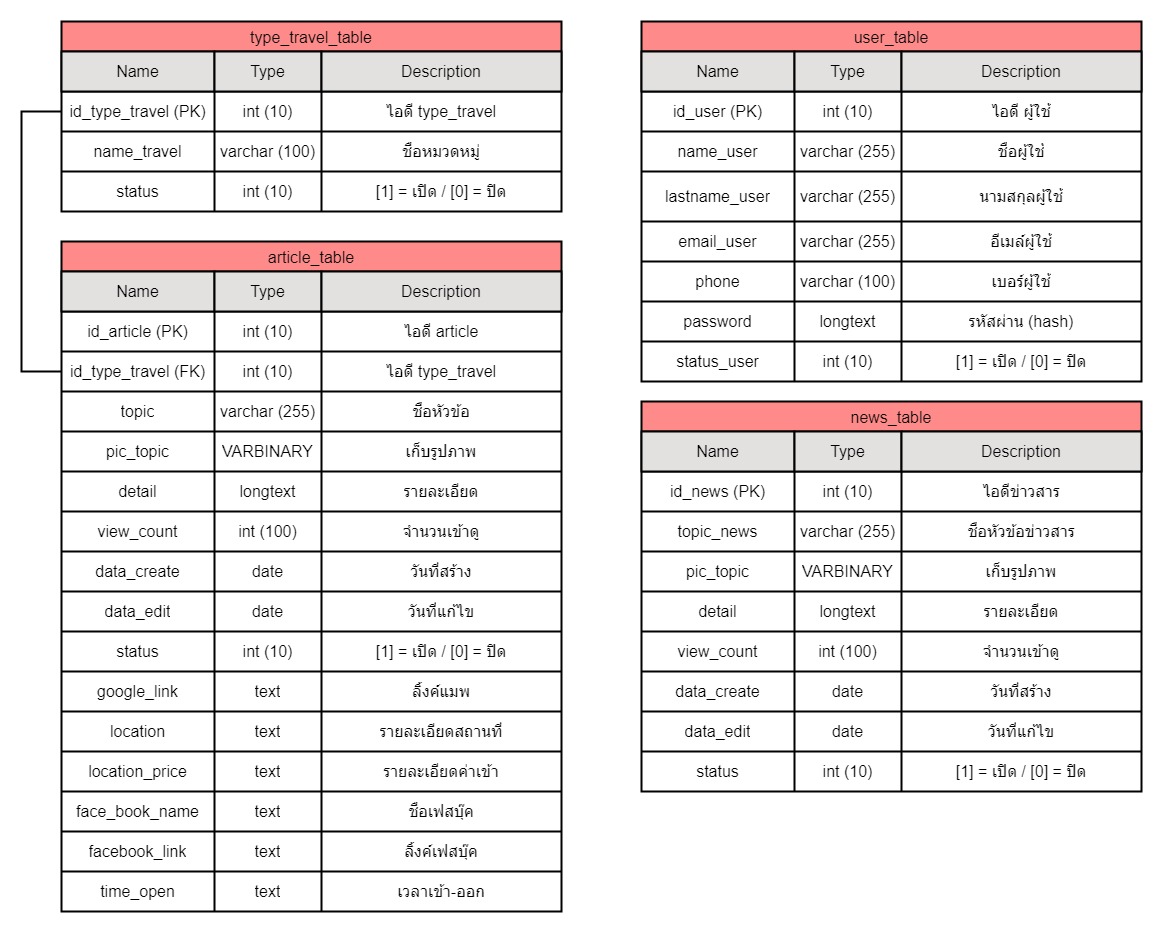 type_travel_table
Name Type Description
id_type_travel (PK) int (10) ไอดี type_travel
name_travel varchar (100) ชื่อหมวดหมู่
status int (10) [1] = เปิด / [0] = ปิด
article_table
Name Type Description
id_article (PK) int (10) ไอดี article
id_type_travel (FK) int (10) ไอดี type_travel
topic varchar (255) ชื่อหัวข้อ
pic_topic VARBINARY เก็บรูปภาพ
detail longtext รายละเอียด
view_count int (100) จำนวนเข้าดู
data_create date วันที่สร้าง
data_edit date วันที่แก้ไข
status int (10) [1] = เปิด / [0] = ปิด
google_link text ลิ้งค์แมพ
location text รายละเอียดสถานที่
location_price text รายละเอียดค่าเข้า
face_book_name text ชื่อเฟสบุ๊ค
facebook_link text ลิ้งค์เฟสบุ๊ค
time_open text เวลาเข้า-ออก
user_table
Name Type Description
id_user (PK) int (10) ไอดี ผู้ใช้
name_user varchar (255) ชื่อผู้ใช้
lastname_user varchar (255) นามสกุลผู้ใช้
email_user varchar (255) อีเมล์ผู้ใช้
phone varchar (100) เบอร์ผู้ใช้
password longtext รหัสผ่าน (hash)
status_user int (10) [1] = เปิด / [0] = ปิด
news_table
Name Type Description
id_news (PK) int (10) ไอดีข่าวสาร
topic_news varchar (255) ชื่อหัวข้อข่าวสาร
pic_topic VARBINARY เก็บรูปภาพ
detail longtext รายละเอียด
view_count int (100) จำนวนเข้าดู
data_create date วันที่สร้าง
data_edit date วันที่แก้ไข
status int (10) [1] = เปิด / [0] = ปิด